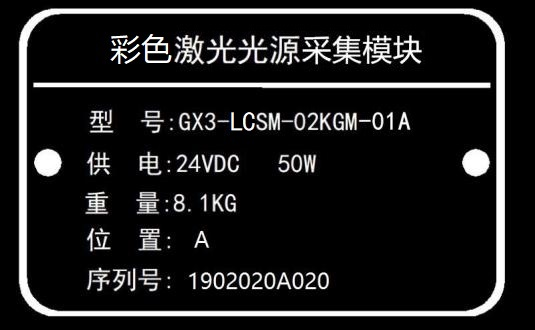 彩色激光光源采集模块
型 号:GX3-LCSM-02KGM-01A
供 电:24VDC 50W
重 量:8.1KG
位 置: A
序列号: 1902020A020